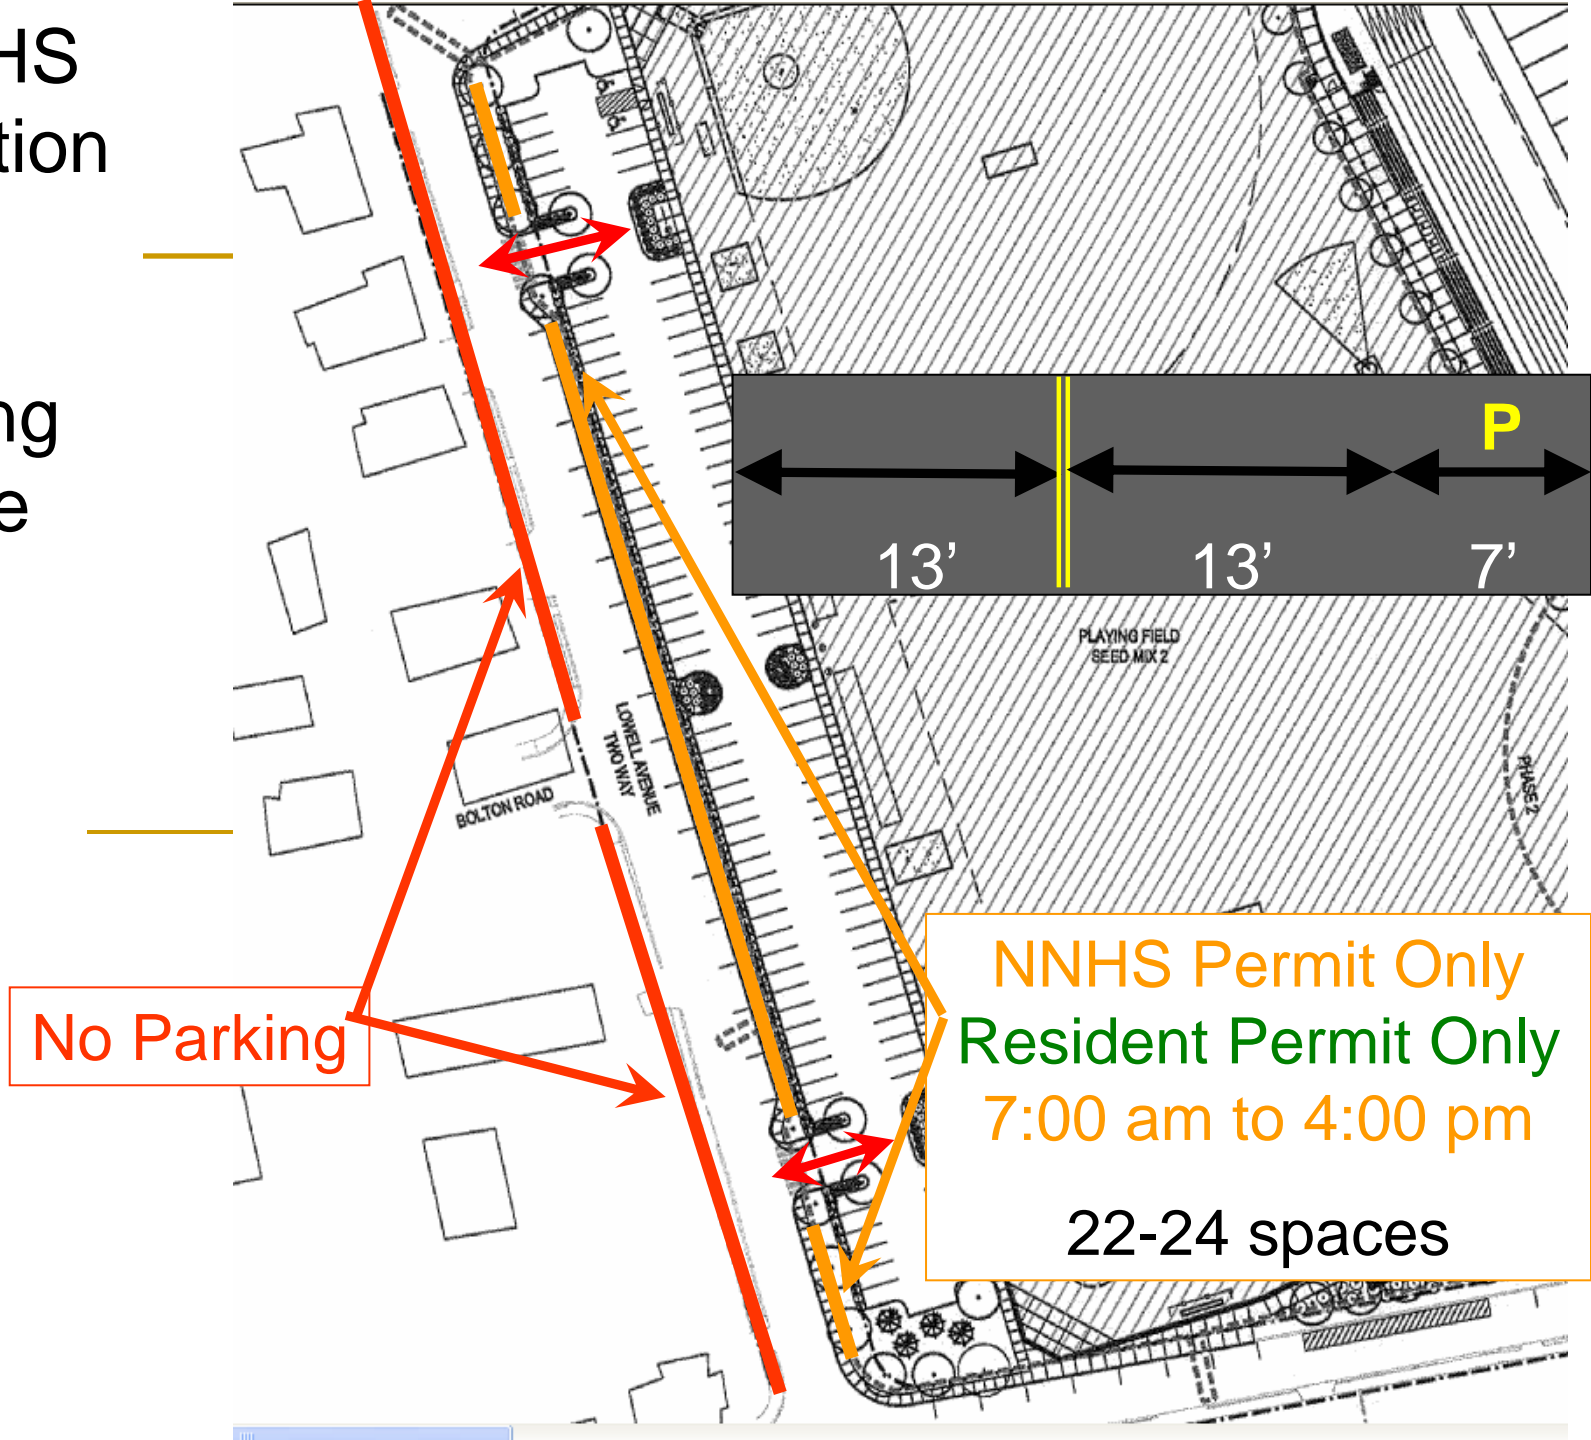 HS
tion
ng
e
P
13’ 13’ 7’
PLAYING FIELD
SEED MIX 2
LOWELL AVENUE
TWO WAY
PHASE 2
BOLTON ROAD
No Parking
NNHS Permit Only
Resident Permit Only
7:00 am to 4:00 pm
22-24 spaces